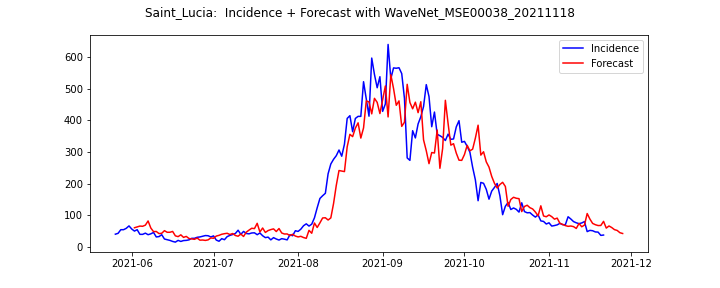 Saint_Lucia:  Incidence + Forecast with WaveNet_MSE00038_20211118
Incidence
Forecast
600
500
400
300
200
100
0
2021-06 2021-07 2021-08 2021-09 2021-10 2021-11 2021-12